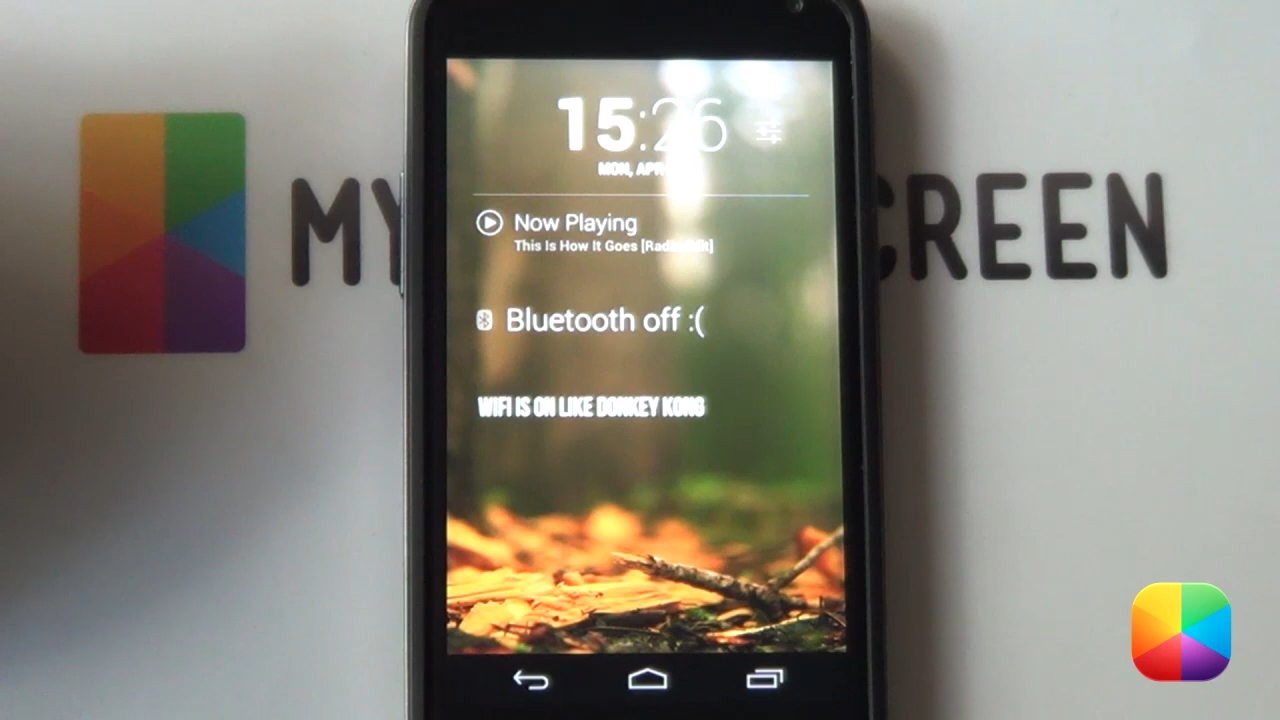 15:26
MON, APR
MY CREEN
Now Playing
This Is How It Goes [Radio Edit]
Bluetooth off :(
WIFI IS ON LIKE DONKEY KONG